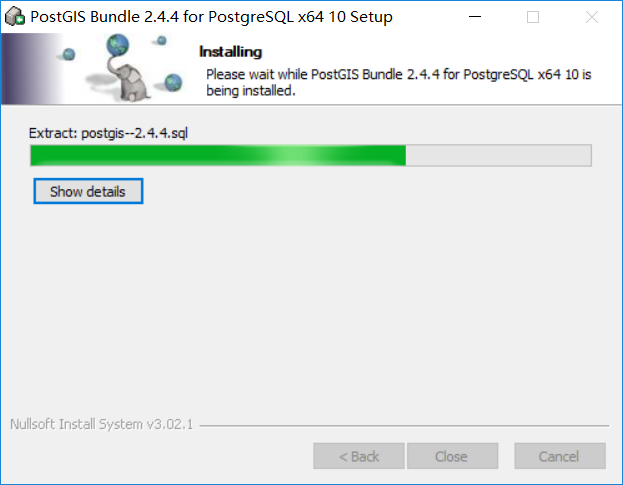 PostGIS Bundle 2.4.4 for PostgreSQL x64 10 Setup
Installing
Please wait while PostGIS Bundle 2.4.4 for PostgreSQL x64 10 is
being installed.
Extract: postgis--2.4.4.sql
Show details
Nullsoft Install System v3.02.1
< Back
Close
Cancel